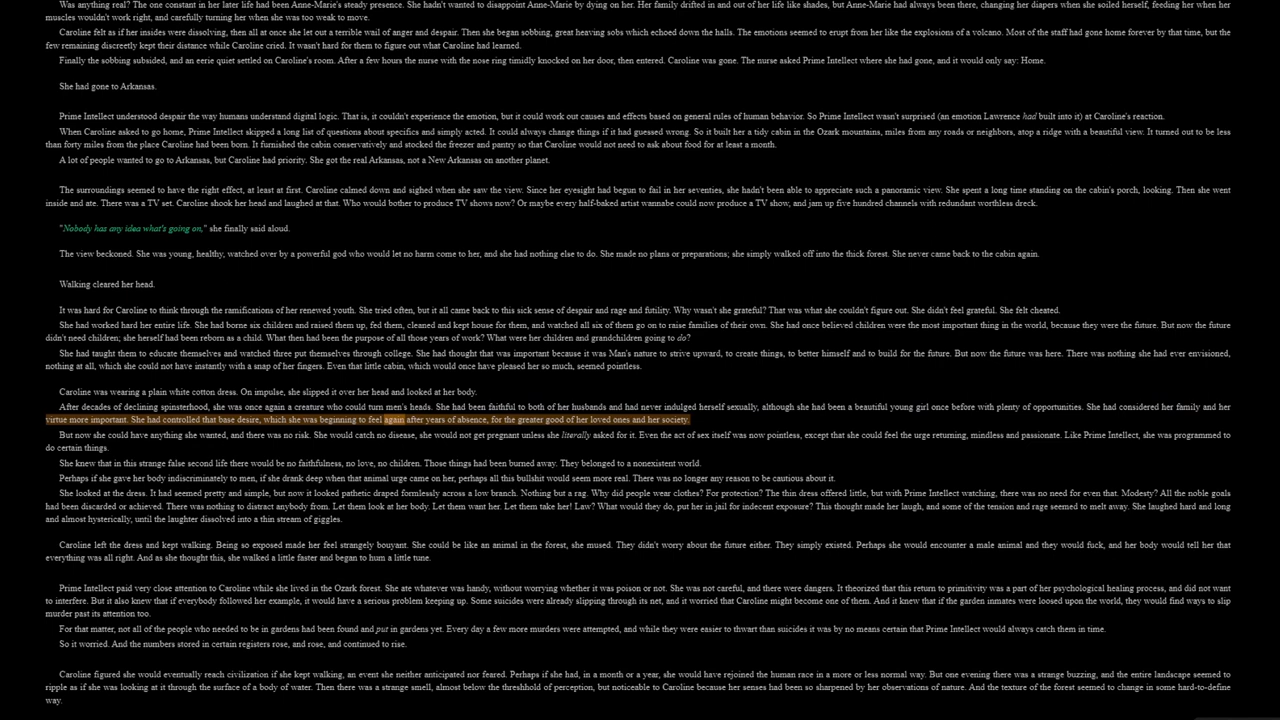 Was anything real? The one constant in her later life had been Anne-Marie's steady presence. She hadn't wanted to disappoint Anne-Marie by dying on her. Her family drifted in and out of her life like shades, but Anne-Marie had always been there, changing her diapers when she soiled herself, feeding her when her
muscles wouldn't work right, and carefully turning her when she was too weak to move.
Caroline felt as if her insides were dissolving, then all at once she let out a terrible wail of anger and despair. Then she began sobbing, great heaving sobs which echoed down the halls. The emotions seemed to erupt from her like the explosions of a volcano. Most of the staff had gone home forever by that time, but the
few remaining discreetly kept their distance while Caroline cried. It wasn't hard for them to figure out what Caroline had learned.
Finally the sobbing subsided, and an eerie quiet settled on Caroline's room. After a few hours the nurse with the nose ring timidly knocked on her door, then entered. Caroline was gone. The nurse asked Prime Intellect where she had gone, and it would only say: Home.
She had gone to Arkansas.
Prime Intellect understood despair the way humans understand digital logic. That is, it couldn't experience the emotion, but it could work out causes and effects based on general rules of human behavior. So Prime Intellect wasn't surprised (an emotion Lawrence had built into it) at Caroline's reaction.
When Caroline asked to go home, Prime Intellect skipped a long list of questions about specifics and simply acted. It could always change things if it had guessed wrong. So it built her a tidy cabin in the Ozark mountains, miles from any roads or neighbors, atop a ridge with a beautiful view. It turned out to be less
than forty miles from the place Caroline had been born. It furnished the cabin conservatively and stocked the freezer and pantry so that Caroline would not need to ask about food for at least a month.
A lot of people wanted to go to Arkansas, but Caroline had priority. She got the real Arkansas, not a New Arkansas on another planet.
The surroundings seemed to have the right effect, at least at first. Caroline calmed down and sighed when she saw the view. Since her eyesight had begun to fail in her seventies, she hadn't been able to appreciate such a panoramic view. She spent a long time standing on the cabin's porch, looking. Then she went
inside and ate. There was a TV set. Caroline shook her head and laughed at that. Who would bother to produce TV shows now? Or maybe every half-baked artist wannabe could now produce a TV show, and jam up five hundred channels with redundant worthless dreck.
"Nobody has any idea what's going on," she finally said aloud.
The view beckoned. She was young, healthy, watched over by a powerful god who would let no harm come to her, and she had nothing else to do. She made no plans or preparations; she simply walked off into the thick forest. She never came back to the cabin again.
Walking cleared her head.
It was hard for Caroline to think through the ramifications of her renewed youth. She tried often, but it all came back to this sick sense of despair and rage and futility. Why wasn't she grateful? That was what she couldn't figure out. She didn't feel grateful. She felt cheated.
She had worked hard her entire life. She had borne six children and raised them up, fed them, cleaned and kept house for them, and watched all six of them go on to raise families of their own. She had once believed children were the most important thing in the world, because they were the future. But now the future
didn't need children; she herself had been reborn as a child. What then had been the purpose of all those years of work? What were her children and grandchildren going to do?
She had taught them to educate themselves and watched three put themselves through college. She had thought that was important because it was Man's nature to strive upward, to create things, to better himself and to build for the future. But now the future was here. There was nothing she had ever envisioned,
nothing at all, which she could not have instantly with a snap of her fingers. Even that little cabin, which would once have pleased her so much, seemed pointless.
Caroline was wearing a plain white cotton dress. On impulse, she slipped it over her head and looked at her body.
After decades of declining spinsterhood, she was once again a creature who could turn men's heads. She had been faithful to both of her husbands and had never indulged herself sexually, although she had been a beautiful young girl once before with plenty of opportunities. She had considered her family and her
virtue more important. She had controlled that base desire, which she was beginning to feel again after years of absence, for the greater good of her loved ones and her society.
But now she could have anything she wanted, and there was no risk. She would catch no disease, she would not get pregnant unless she literally asked for it. Even the act of sex itself was now pointless, except that she could feel the urge returning, mindless and passionate. Like Prime Intellect, she was programmed to
do certain things.
She knew that in this strange false second life there would be no faithfulness, no love, no children. Those things had been burned away. They belonged to a nonexistent world.
Perhaps if she gave her body indiscriminately to men, if she drank deep when that animal urge came on her, perhaps all this bullshit would seem more real. There was no longer any reason to be cautious about it.
She looked at the dress. It had seemed pretty and simple, but now it looked pathetic draped formlessly across a low branch. Nothing but a rag. Why did people wear clothes? For protection? The thin dress offered little, but with Prime Intellect watching, there was no need for even that. Modesty? All the noble goals
had been discarded or achieved. There was nothing to distract anybody from. Let them look at her body. Let them want her. Let them take her! Law? What would they do, put her in jail for indecent exposure? This thought made her laugh, and some of the tension and rage seemed to melt away. She laughed hard and long
and almost hysterically, until the laughter dissolved into a thin stream of giggles.
Caroline left the dress and kept walking. Being so exposed made her feel strangely bouyant. She could be like an animal in the forest, she mused. They didn't worry about the future either. They simply existed. Perhaps she would encounter a male animal and they would fuck, and her body would tell her that
everything was all right. And as she thought this, she walked a little faster and began to hum a little tune.
Prime Intellect paid very close attention to Caroline while she lived in the Ozark forest. She ate whatever was handy, without worrying whether it was poison or not. She was not careful, and there were dangers. It theorized that this return to primitivity was a part of her psychological healing process, and did not want
to interfere. But it also knew that if everybody followed her example, it would have a serious problem keeping up. Some suicides were already slipping through its net, and it worried that Caroline might become one of them. And it knew that if the garden inmates were loosed upon the world, they would find ways to slip
murder past its attention too.
For that matter, not all of the people who needed to be in gardens had been found and put in gardens yet. Every day a few more murders were attempted, and while they were easier to thwart than suicides it was by no means certain that Prime Intellect would always catch them in time.
So it worried. And the numbers stored in certain registers rose, and rose, and continued to rise.
Caroline figured she would eventually reach civilization if she kept walking, an event she neither anticipated nor feared. Perhaps if she had, in a month or a year, she would have rejoined the human race in a more or less normal way. But one evening there was a strange buzzing, and the entire landscape seemed to
ripple as if she was looking at it through the surface of a body of water. Then there was a strange smell, almost below the threshhold of perception, but noticeable to Caroline because her senses had been so sharpened by her observations of nature. And the texture of the forest seemed to change in some hard-to-define
way.